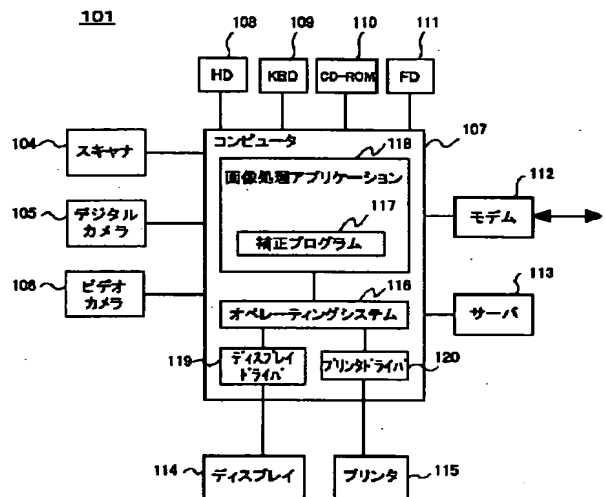 101
108
109
110
111
HD
KBD
CD-ROM
FD
104
スキャナ
コンピュータ
107
118
画像処理アプリケーション
112
モデム
105
デジタル
カメラ
117
補正プログラム
106
ビデオ
カメラ
116
オペレーティングシステム
113
サーバ
119
ディスプレイ
ドライバ
プリンタドライバ
120
114
ディスプレイ
プリンタ
115